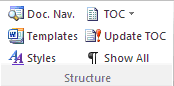 Doc. Nav. TOC
Templates Update TOC
Styles Show All
Structure